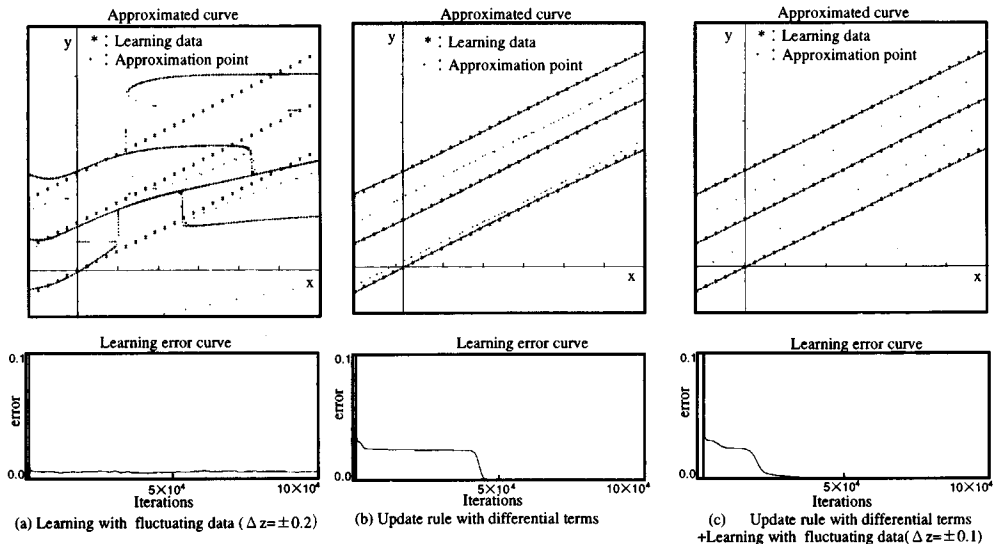 Approximated curve
y
* : Learning data
· : Approximation point
x
Learning error curve
0.1
error
0.0
5×10⁴
10×10⁴
Iterations
(a) Learning with fluctuating data (Δz=±0.2)
Approximated curve
y
* : Learning data
· : Approximation point
x
Learning error curve
0.1
error
0.0
5×10⁴
10×10⁴
Iterations
(b) Update rule with differential terms
Approximated curve
y
* : Learning data
· : Approximation point
x
Learning error curve
0.1
error
0.0
5×10⁴
10×10⁴
Iterations
(c) Update rule with differential terms
+Learning with fluctuating data(Δz=±0.1)